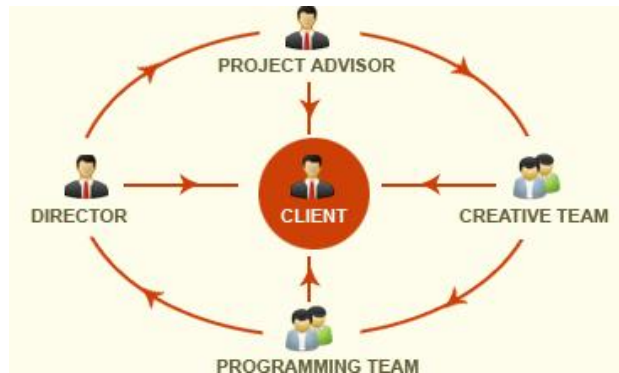 PROJECT ADVISOR
DIRECTOR
CLIENT
CREATIVE TEAM
PROGRAMMING TEAM